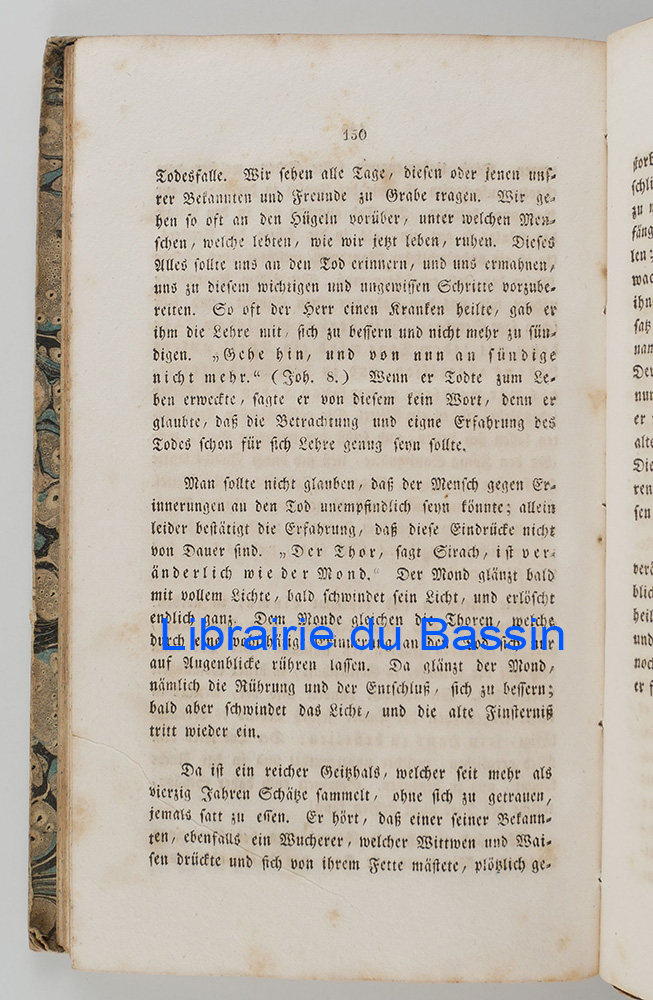 150
Todesfalle. Wir sehen alle Tage, diesen oder jenen uns-
rer Bekannten und Freunde zu Grabe tragen. Wir ge-
hen so oft an den Hügeln vorüber, unter welchen Men-
schen, welche lebten, wie wir jetzt leben, ruhen. Dieses
Alles sollte uns an den Tod erinnern, und uns ermahnen,
uns zu diesem wichtigen und ungewissen Schritte vorzube-
reiten. So oft der Herr einen Kranken heilte, gab er
ihm die Lehre mit, sich zu bessern und nicht mehr zu sün-
digen. „Gehe hin, und von nun an sündige
nicht mehr.“ (Joh. 8.) Wenn er Todte zum Le-
ben erweckte, sagte er von diesem kein Wort, denn er
glaubte, daß die Betrachtung und eigne Erfahrung des
Todes schon für sich Lehre genug seyn sollte.
Man sollte nicht glauben, daß der Mensch gegen Er-
innerungen an den Tod unempfindlich seyn könnte; allein
leider bestätigt die Erfahrung, daß diese Eindrücke nicht
von Dauer sind. „Der Thor, sagt Sirach, ist ver-
änderlich wie der Mond.“ Der Mond glänzt bald
mit vollem Lichte, bald schwindet sein Licht, und erlöscht
endlich ganz. Dem Monde gleichen die Thoren, welche
durch eine Erinnerung an den Tod sich nur
Librairie du Bassin
auf Augenblicke rühren lassen. Da glänzt der Mond,
nämlich die Rührung und der Entschluß, sich zu bessern;
bald aber schwindet das Licht, und die alte Finsterniß
tritt wieder ein.
Da ist ein reicher Geitzhals, welcher seit mehr als
vierzig Jahren Schätze sammelt, ohne sich zu getrauen,
jemals satt zu essen. Er hört, daß einer seiner Bekann-
ten, ebenfalls ein Wucherer, welcher Wittwen und Wai-
sen drückte und sich von ihrem Fette mästete, plötzlich ge-